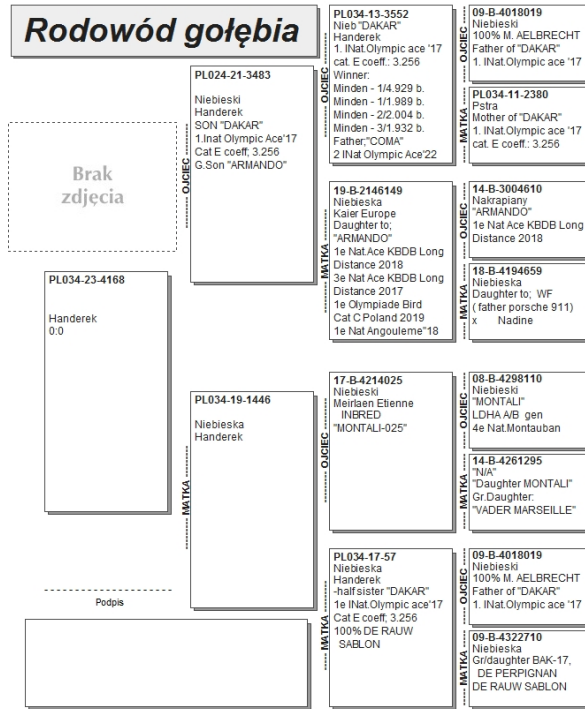 Rodowód gołębia
Brak
zdjęcia
PL034-23-4168
Handerek
0:0
Podpis
OJCIEC
PL024-21-3483
Niebieski
Handerek
SON "DAKAR"
1.Inat Olympic Ace'17
Cat E coeff; 3.256
G.Son "ARMANDO"
MATKA
PL034-19-1446
Niebieska
Handerek
OJCIEC
PL034-13-3552
Nieb "DAKAR"
Handerek
1. INat.Olympic ace '17
cat. E coeff.: 3.256
Winner:
Minden - 1/4.929 b.
Minden - 1/1.989 b.
Minden - 2/2.004 b.
Minden - 3/1.932 b.
Father;"COMA"
2 INat Olympic Ace'22
MATKA
19-B-2146149
Niebieska
Kaier Europe
Daughter to;
"ARMANDO"
1e Nat.Ace KBDB Long
Distance 2018
3e Nat Ace KBDB Long
Distance 2017
1e Olympiade Bird
Cat C Poland 2019
1e Nat Angouleme"18
OJCIEC
17-B-4214025
Niebieski
Meirlaen Etienne
INBRED
"MONTALI-025"
MATKA
PL034-17-57
Niebieska
Handerek
-half sister "DAKAR"
1e INat.Olympic ace'17
Cat E coeff; 3.256
100% DE RAUW
SABLON
OJCIEC
09-B-4018019
Niebieski
100% M. AELBRECHT
Father of "DAKAR"
1. INat.Olympic ace '17
MATKA
PL034-11-2380
Pstra
Mother of "DAKAR"
1. INat.Olympic ace '17
cat. E coeff.: 3.256
OJCIEC
14-B-3004610
Nakrapiany
"ARMANDO"
1e Nat Ace KBDB Long
Distance 2018
MATKA
18-B-4194659
Niebieska
Daughter to; WF
( father porsche 911)
x Nadine
OJCIEC
08-B-4298110
Niebieski
"MONTALI"
LDHA A/B gen
4e Nat.Montauban
MATKA
14-B-4261295
"N/A"
"Daughter MONTALI"
Gr.Daughter:
"VADER MARSEILLE"
OJCIEC
09-B-4018019
Niebieski
100% M. AELBRECHT
Father of "DAKAR"
1. INat.Olympic ace '17
MATKA
09-B-4322710
Niebieska
Gr/daughter BAK-17,
DE PERPIGNAN
DE RAUW SABLON